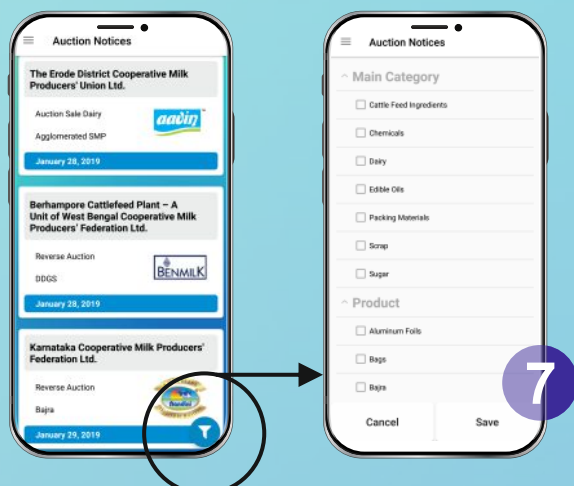 Auction Notices
The Erode District Cooperative Milk
Producers' Union Ltd.
Auction Sale Dairy
aavin
Agglomerated SMP
January 28, 2019
Berhampore Cattlefeed Plant – A
Unit of West Bengal Cooperative Milk
Producers' Federation Ltd.
Reverse Auction
BENMILK
DDGS
January 28, 2019
Karnataka Cooperative Milk Producers'
Federation Ltd.
Reverse Auction
Nandini
Bajra
January 29, 2019
Auction Notices
Main Category
Cattle Feed Ingredients
Chemicals
Dairy
Edible Oils
Packing Materials
Scrap
Sugar
Product
Aluminum Foils
Bags
Bajra
Cancel Save
7